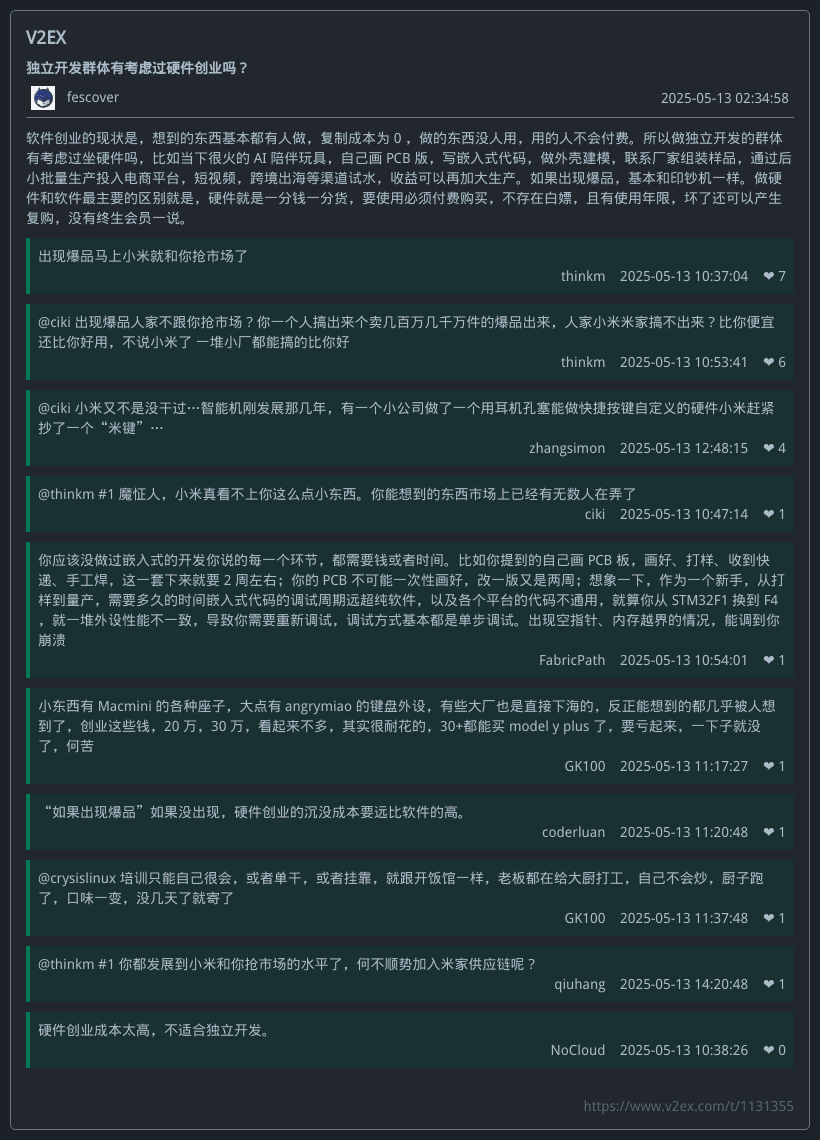 V2EX
独立开发群体有考虑过硬件创业吗？
fescover
2025-05-13 02:34:58
软件创业的现状是，想到的东西基本都有人做，复制成本为 0 ，做的东西没人用，用的人不会付费。所以做独立开发的群体
有考虑过坐硬件吗，比如当下很火的 AI 陪伴玩具，自己画 PCB 版，写嵌入式代码，做外壳建模，联系厂家组装样品，通过后
小批量生产投入电商平台，短视频，跨境出海等渠道试水，收益可以再加大生产。如果出现爆品，基本和印钞机一样。做硬
件和软件最主要的区别就是，硬件就是一分钱一分货，要使用必须付费购买，不存在白嫖，且有使用年限，坏了还可以产生
复购，没有终生会员一说。
出现爆品马上小米就和你抢市场了
thinkm 2025-05-13 10:37:04 ❤ 7
@ciki 出现爆品人家不跟你抢市场？你一个人搞出来个卖几百万几千万件的爆品出来，人家小米米家搞不出来？比你便宜
还比你好用，不说小米了 一堆小厂都能搞的比你好
thinkm 2025-05-13 10:53:41 ❤ 6
@ciki 小米又不是没干过…智能机刚发展那几年，有一个小公司做了一个用耳机孔塞能做快捷按键自定义的硬件小米赶紧
抄了一个“米键”…
zhangsimon 2025-05-13 12:48:15 ❤ 4
@thinkm #1 魔怔人，小米真看不上你这么点小东西。你能想到的东西市场上已经有无数人在弄了
ciki 2025-05-13 10:47:14 ❤ 1
你应该没做过嵌入式的开发你说的每一个环节，都需要钱或者时间。比如你提到的自己画 PCB 板，画好、打样、收到快
递、手工焊，这一套下来就要 2 周左右；你的 PCB 不可能一次性画好，改一版又是两周；想象一下，作为一个新手，从打
样到量产，需要多久的时间嵌入式代码的调试周期远超纯软件，以及各个平台的代码不通用，就算你从 STM32F1 换到 F4
，就一堆外设性能不一致，导致你需要重新调试，调试方式基本都是单步调试。出现空指针、内存越界的情况，能调到你
崩溃
FabricPath 2025-05-13 10:54:01 ❤ 1
小东西有 Macmini 的各种座子，大点有 angrymiao 的键盘外设，有些大厂也是直接下海的，反正能想到的都几乎被人想
到了，创业这些钱，20 万，30 万，看起来不多，其实很耐花的，30+都能买 model y plus 了，要亏起来，一下子就没
了，何苦
GK100 2025-05-13 11:17:27 ❤ 1
“如果出现爆品”如果没出现，硬件创业的沉没成本要远比软件的高。
coderluan 2025-05-13 11:20:48 ❤ 1
@crysislinux 培训只能自己很会，或者单干，或者挂靠，就跟开饭馆一样，老板都在给大厨打工，自己不会炒，厨子跑
了，口味一变，没几天了就寄了
GK100 2025-05-13 11:37:48 ❤ 1
@thinkm #1 你都发展到小米和你抢市场的水平了，何不顺势加入米家供应链呢？
qiuhang 2025-05-13 14:20:48 ❤ 1
硬件创业成本太高，不适合独立开发。
NoCloud 2025-05-13 10:38:26 ❤ 0
https://www.v2ex.com/t/1131355